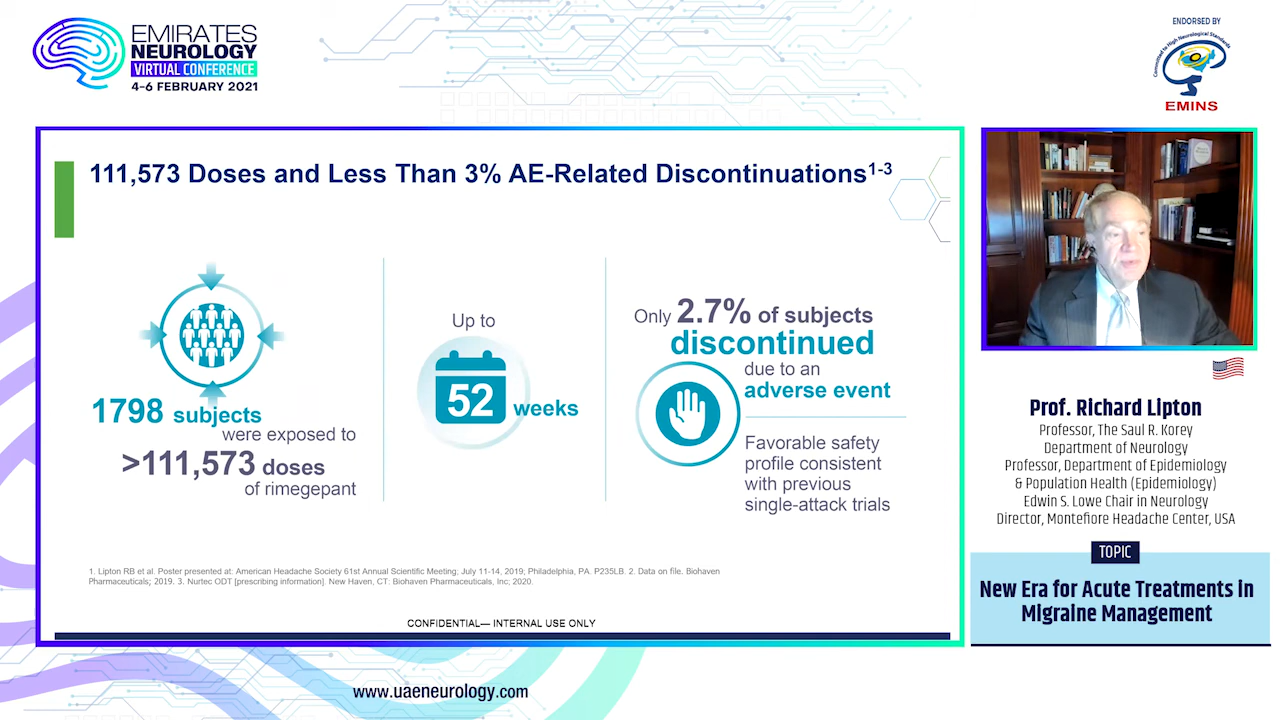 EMIRATES
NEUROLOGY
VIRTUAL CONFERENCE
4-6 FEBRUARY 2021
ENDORSED BY
Committed to High Neurological Standards
EMINS
111,573 Doses and Less Than 3% AE-Related Discontinuations1-3
1798 subjects
were exposed to
>111,573 doses
of rimegepant
Up to
52 weeks
Only 2.7% of subjects
discontinued
due to an
adverse event
Favorable safety
profile consistent
with previous
single-attack trials
1. Lipton RB et al. Poster presented at: American Headache Society 61st Annual Scientific Meeting; July 11-14, 2019; Philadelphia, PA. P235LB. 2. Data on file. Biohaven
Pharmaceuticals; 2019. 3. Nurtec ODT [prescribing information]. New Haven, CT: Biohaven Pharmaceuticals, Inc; 2020.
CONFIDENTIAL— INTERNAL USE ONLY
Prof. Richard Lipton
Professor, The Saul R. Korey
Department of Neurology
Professor, Department of Epidemiology
& Population Health (Epidemiology)
Edwin S. Lowe Chair in Neurology
Director, Montefiore Headache Center, USA
TOPIC
New Era for Acute Treatments in
Migraine Management
www.uaeneurology.com